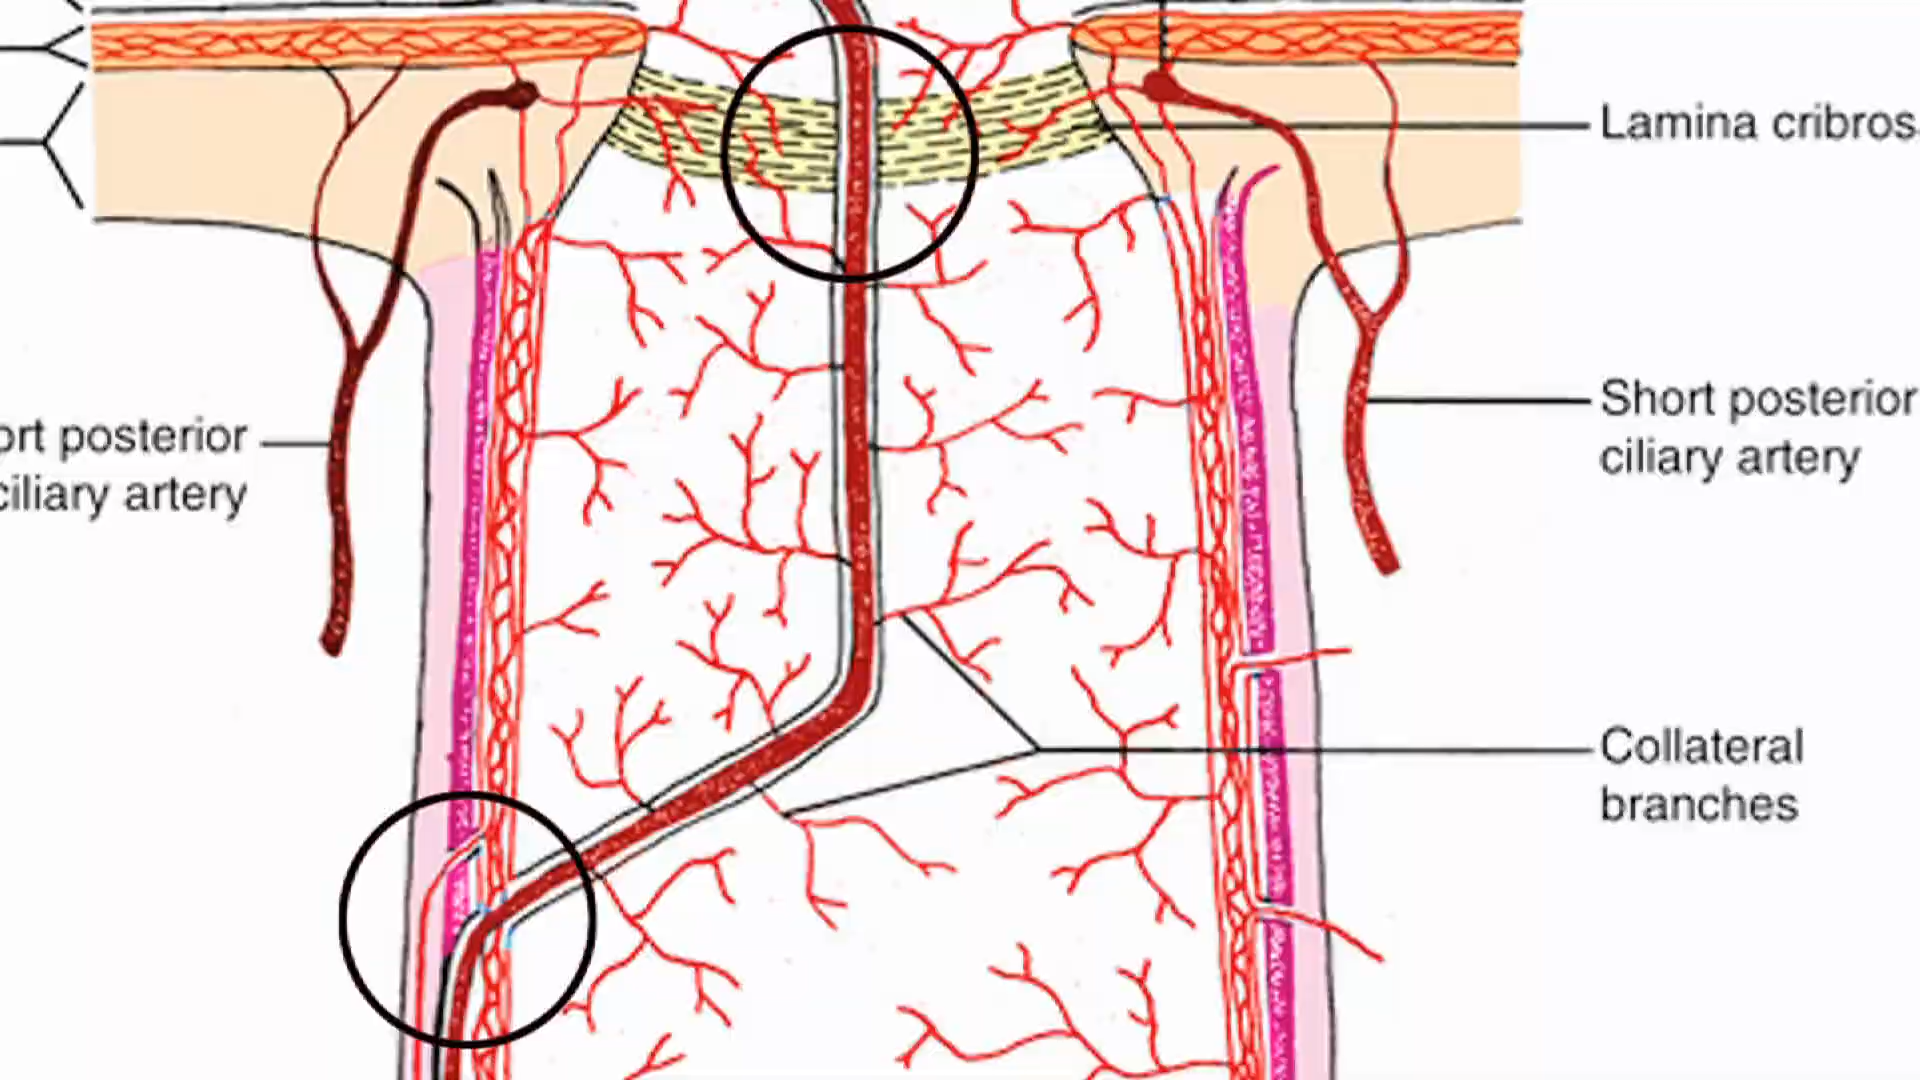 Lamina cribros
Short posterior
ciliary artery
ort posterior
ciliary artery
Collateral
branches